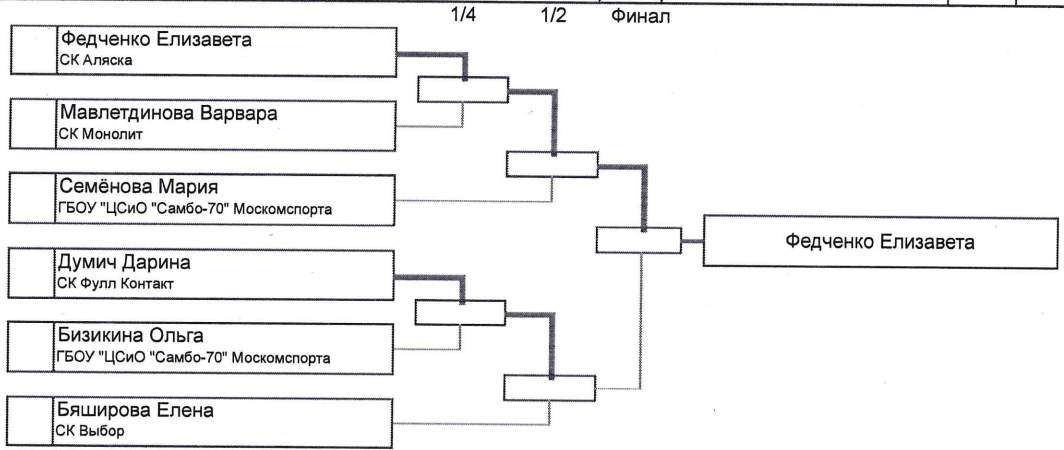 1/4 1/2 Финал
Федченко Елизавета
СК Аляска
Мавлетдинова Варвара
СК Монолит
Семёнова Мария
ГБОУ "ЦСиО "Самбо-70" Москомспорта
Федченко Елизавета
Думич Дарина
СК Фулл Контакт
Бизикина Ольга
ГБОУ "ЦСиО "Самбо-70" Москомспорта
Бяширова Елена
СК Выбор